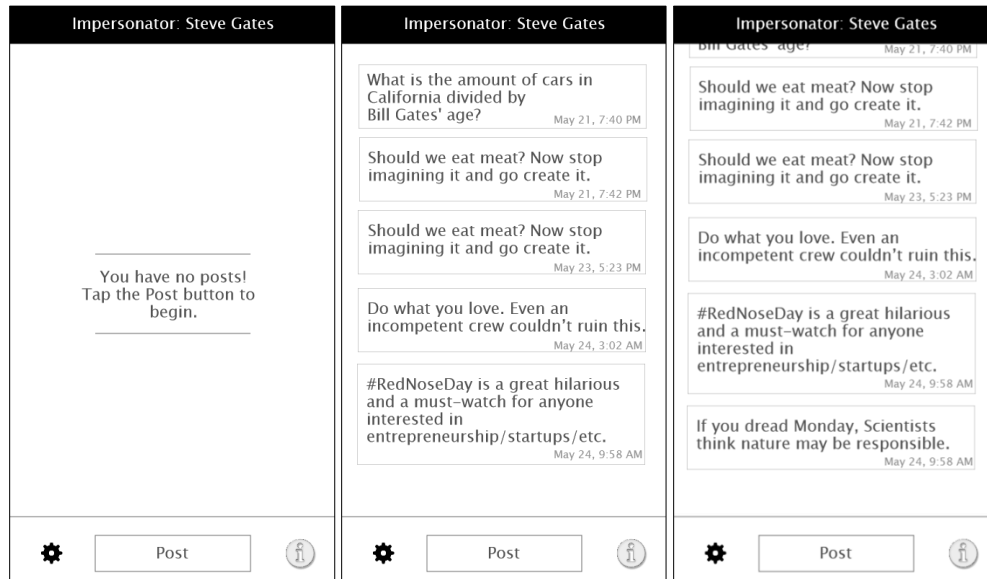 Impersonator: Steve Gates
You have no posts!
Tap the Post button to
begin.
Post
Impersonator: Steve Gates
What is the amount of cars in
California divided by
Bill Gates' age?
May 21, 7:40 PM
Should we eat meat? Now stop
imagining it and go create it.
May 21, 7:42 PM
Should we eat meat? Now stop
imagining it and go create it.
May 23, 5:23 PM
Do what you love. Even an
incompetent crew couldn't ruin this.
May 24, 3:02 AM
#RedNoseDay is a great hilarious
and a must-watch for anyone
interested in
entrepreneurship/startups/etc.
May 24, 9:58 AM
Post
Impersonator: Steve Gates
Bill Gates' age?
May 21, 7:40 PM
Should we eat meat? Now stop
imagining it and go create it.
May 21, 7:42 PM
Should we eat meat? Now stop
imagining it and go create it.
May 23, 5:23 PM
Do what you love. Even an
incompetent crew couldn't ruin this.
May 24, 3:02 AM
#RedNoseDay is a great hilarious
and a must-watch for anyone
interested in
entrepreneurship/startups/etc.
May 24, 9:58 AM
If you dread Monday, Scientists
think nature may be responsible.
May 24, 9:58 AM
Post